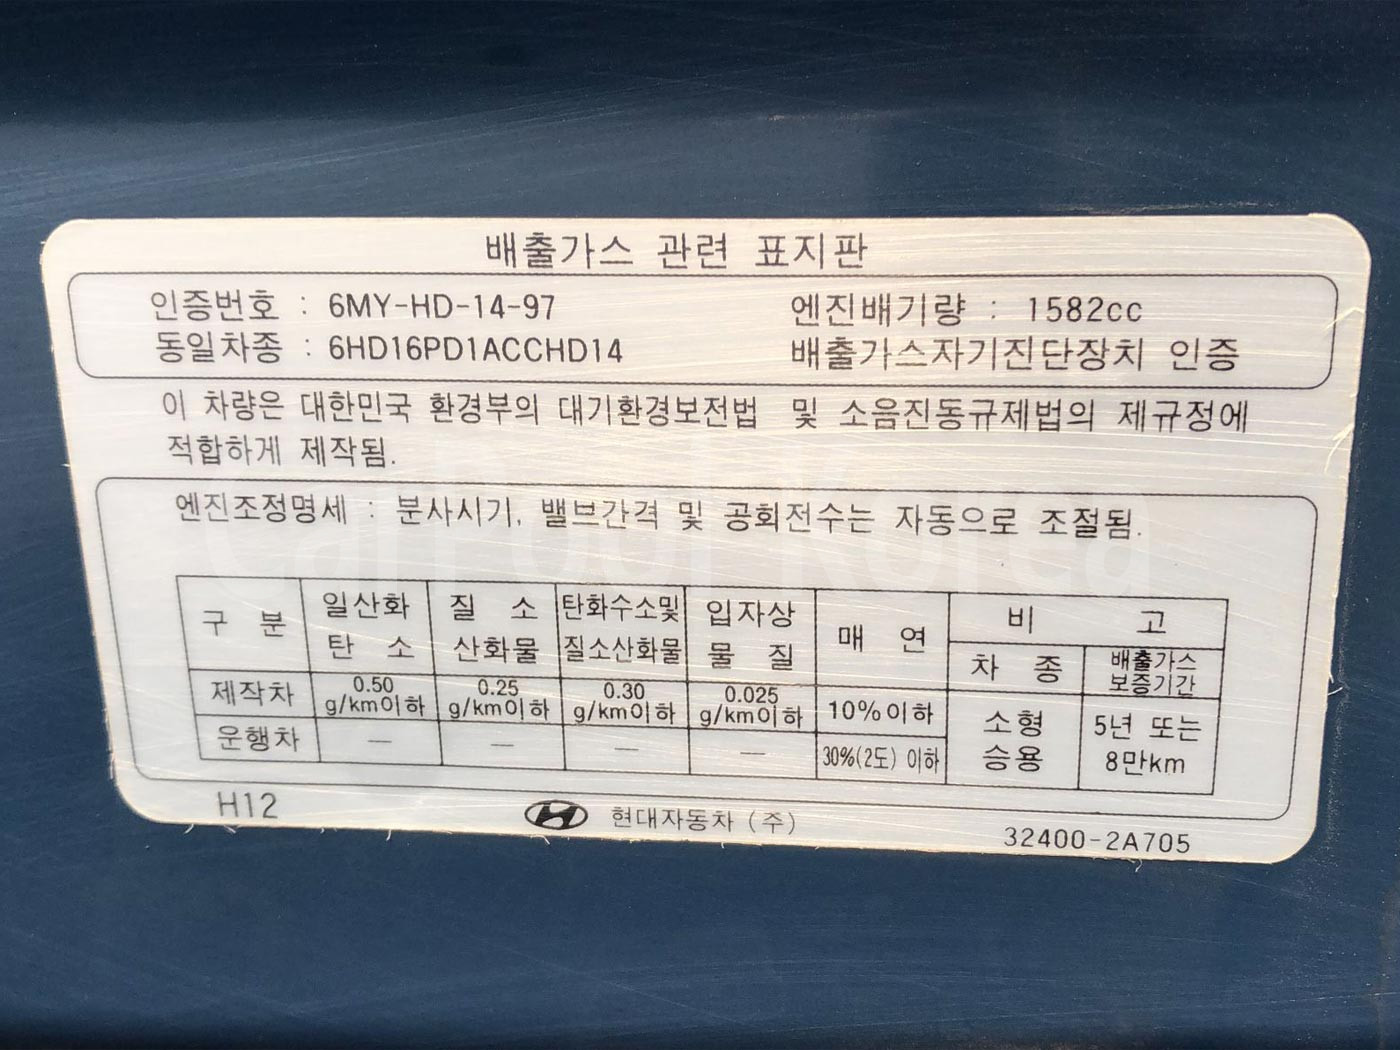 배출가스 관련 표지판
인증번호 : 6MY-HD-14-97 엔진배기량 : 1582cc
동일차종 : 6HD16PD1ACCHD14 배출가스자기진단장치 인증
이 차량은 대한민국 환경부의 대기환경보전법 및 소음진동규제법의 제규정에
적합하게 제작됨.
엔진조정명세 : 분사시기, 밸브간격 및 공회전수는 자동으로 조절됨.
구 분 일산화 탄 소 질 소 산화물 탄화수소및 질소산화물 입자상 물 질 매 연 비 고
차 종 배출가스 보증기간
제작차 0.50 g/km이하 0.25 g/km이하 0.30 g/km이하 0.025 g/km이하 10%이하 소형 승용 5년 또는 8만km
운행차 — — — — 30%(2도) 이하
H12 현대자동차 (주) 32400-2A705
CarPool Korea